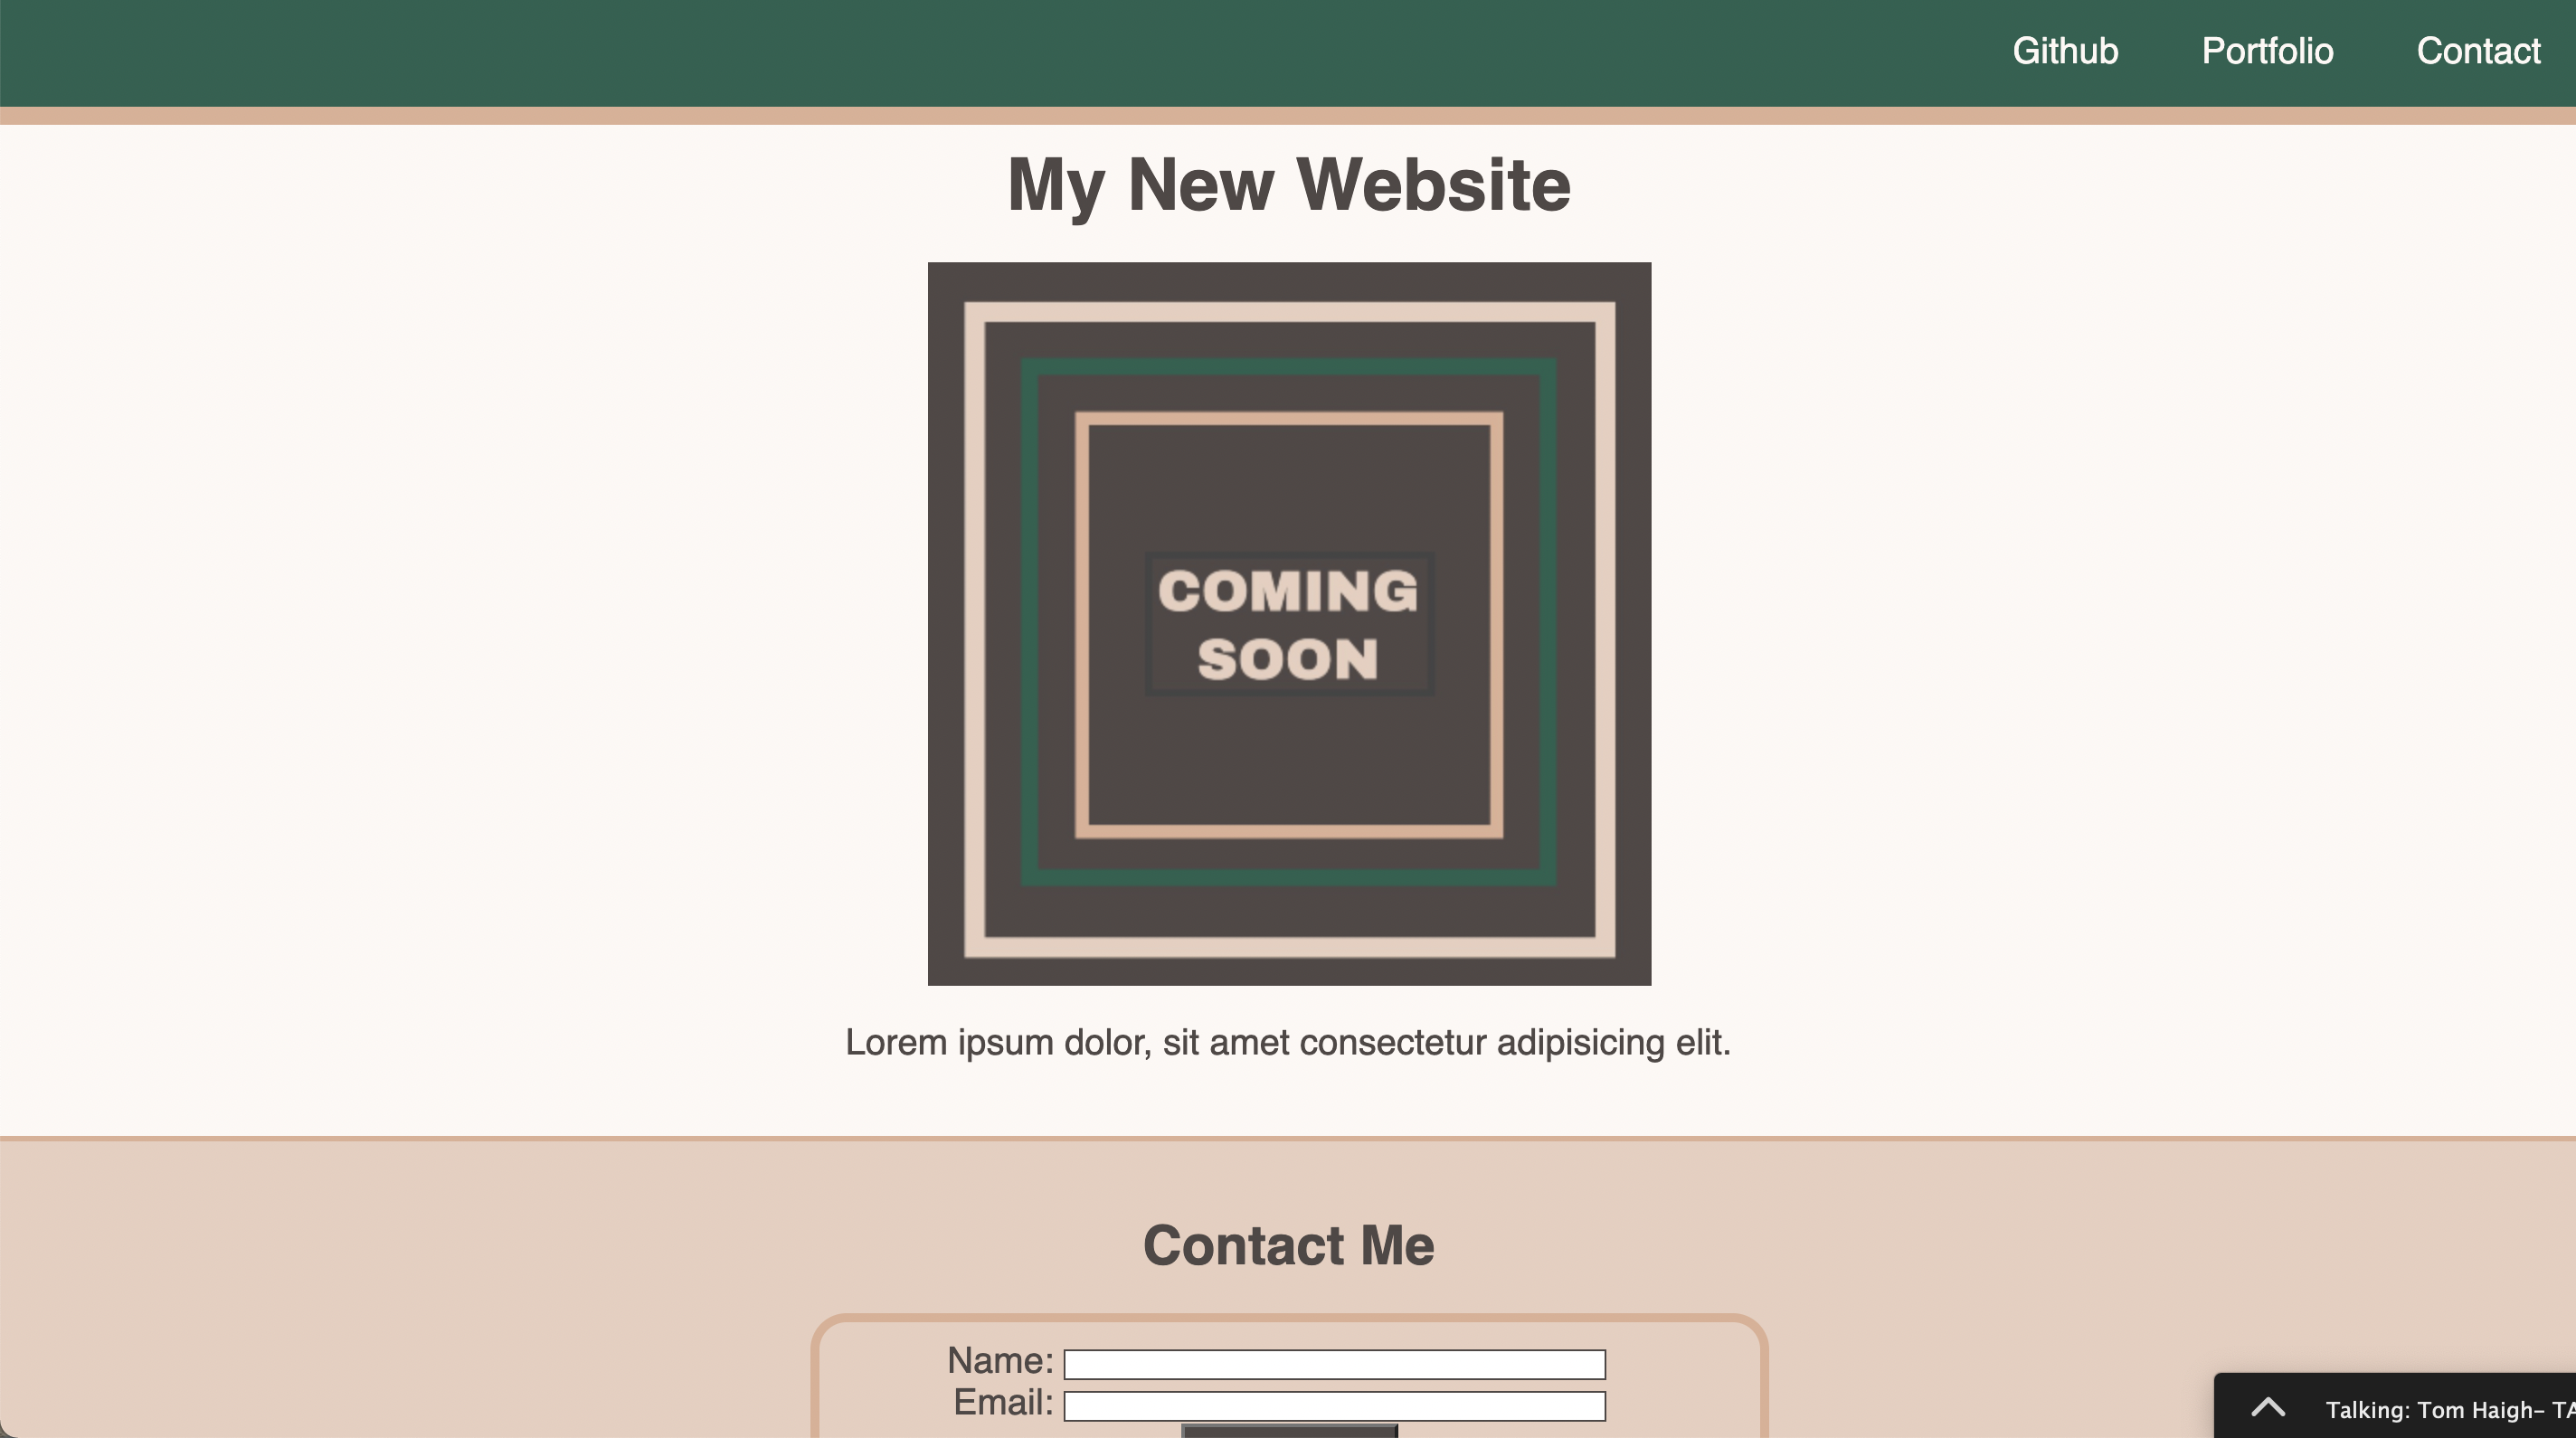 Github Portfolio Contact
My New Website
COMING
SOON
Lorem ipsum dolor, sit amet consectetur adipisicing elit.
Contact Me
Name:
Email:
Talking: Tom Haigh- TA